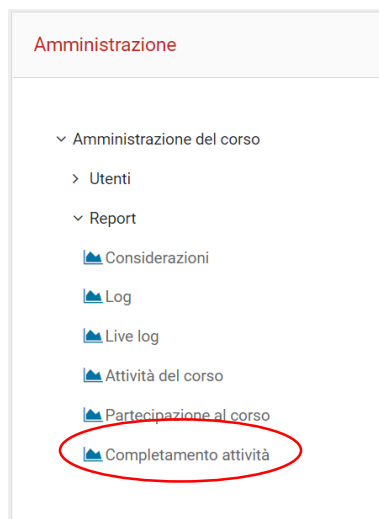 Amministrazione
Amministrazione del corso
Utenti
Report
Considerazioni
Log
Live log
Attività del corso
Partecipazione al corso
Completamento attività